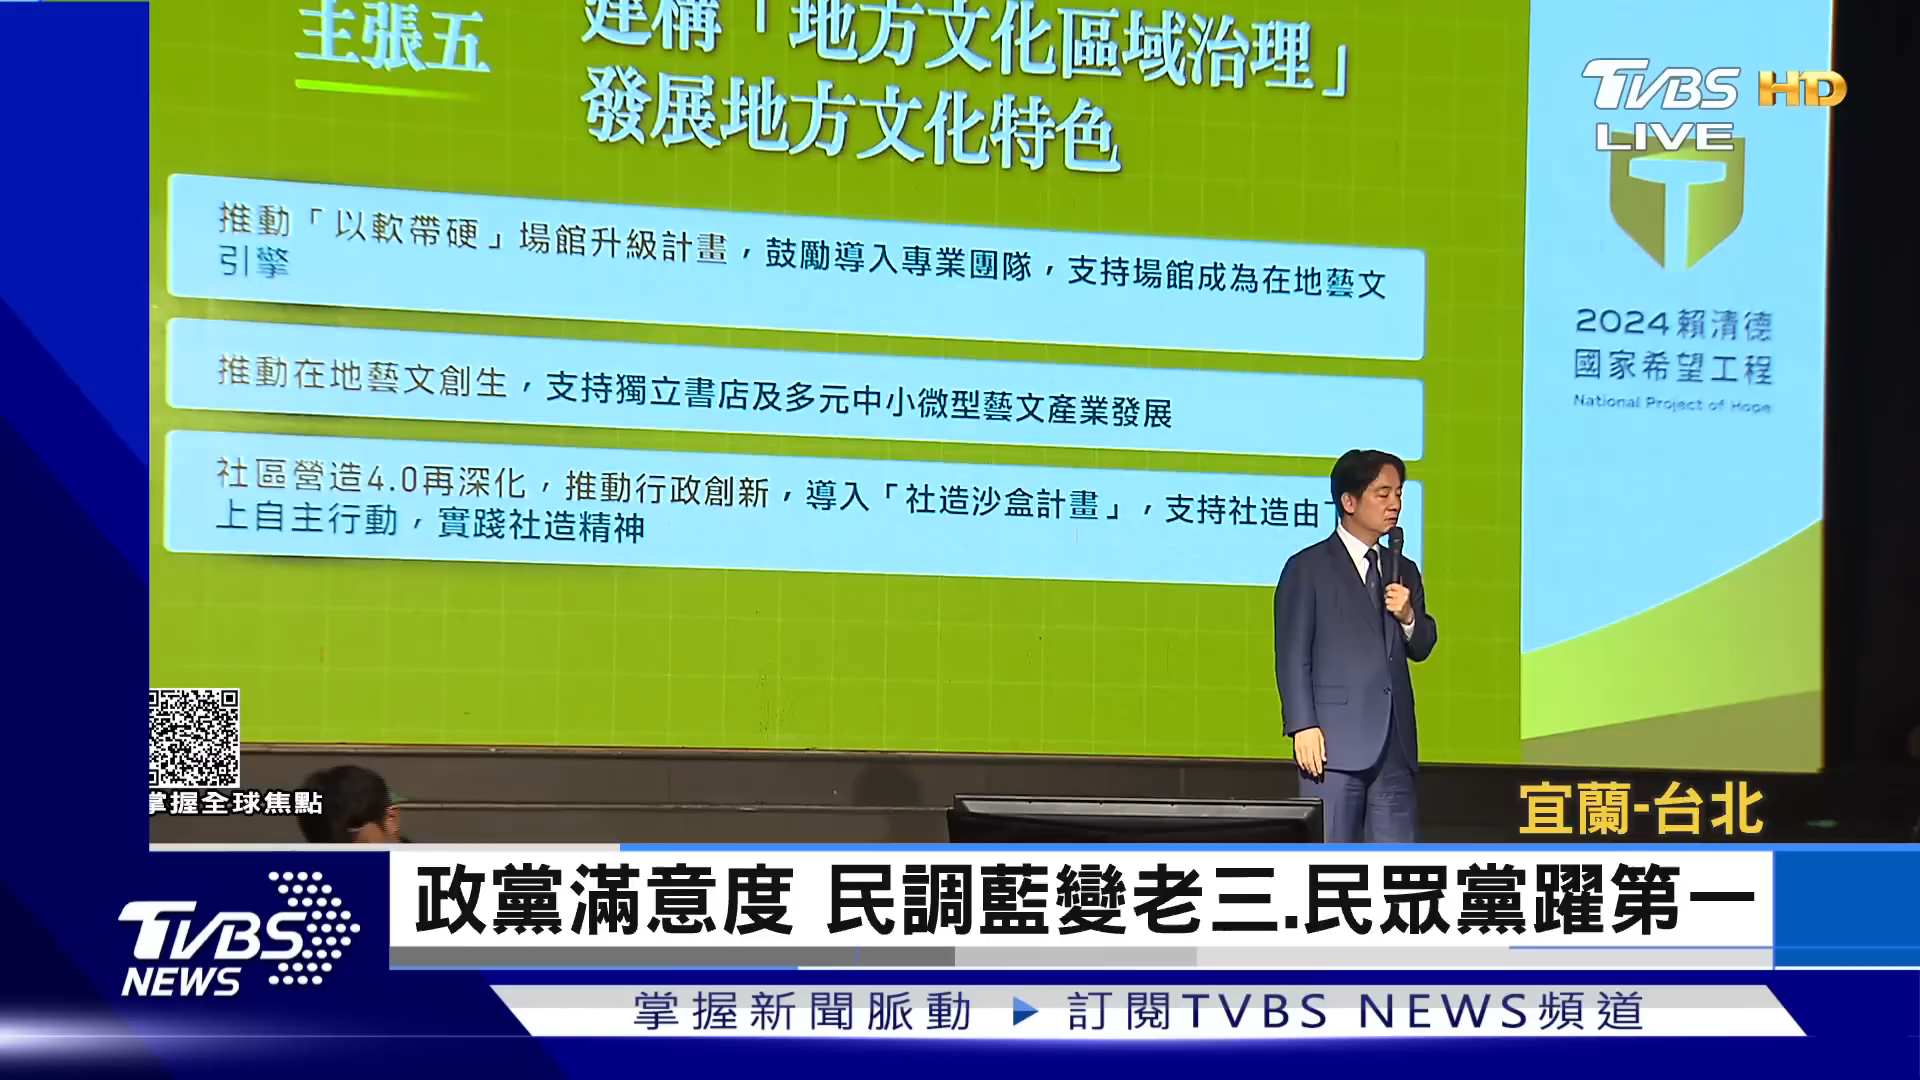 主張五
建構「地方文化區域治理」
發展地方文化特色
推動「以軟帶硬」場館升級計畫，鼓勵導入專業團隊，支持場館成為在地藝文
引擎
推動在地藝文創生，支持獨立書店及多元中小微型藝文產業發展
社區營造4.0再深化，推動行政創新，導入「社造沙盒計畫」，支持社造由下
上自主行動，實踐社造精神
TVBS HD
LIVE
T
2024賴清德
國家希望工程
National Project of Hope
掌握全球焦點
宜蘭-台北
TVBS
NEWS
政黨滿意度 民調藍變老三.民眾黨躍第一
掌握新聞脈動 ▶ 訂閱TVBS NEWS頻道